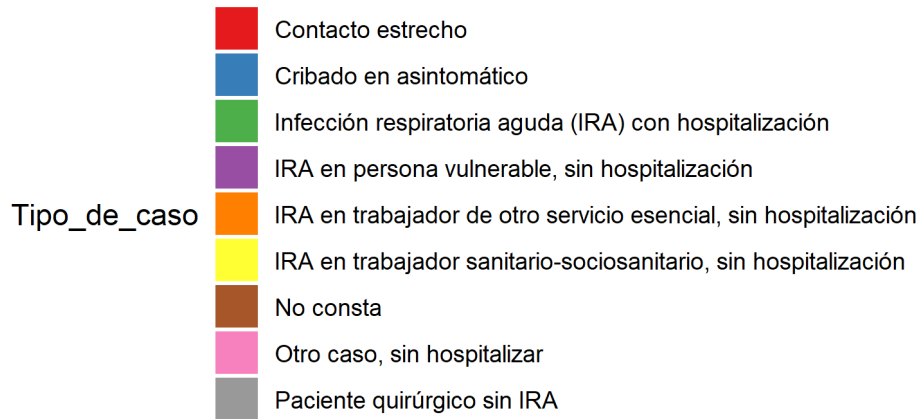 Contacto estrecho
Cribado en asintomático
Infección respiratoria aguda (IRA) con hospitalización
IRA en persona vulnerable, sin hospitalización
Tipo_de_caso
IRA en trabajador de otro servicio esencial, sin hospitalización
IRA en trabajador sanitario-sociosanitario, sin hospitalización
No consta
Otro caso, sin hospitalizar
Paciente quirúrgico sin IRA